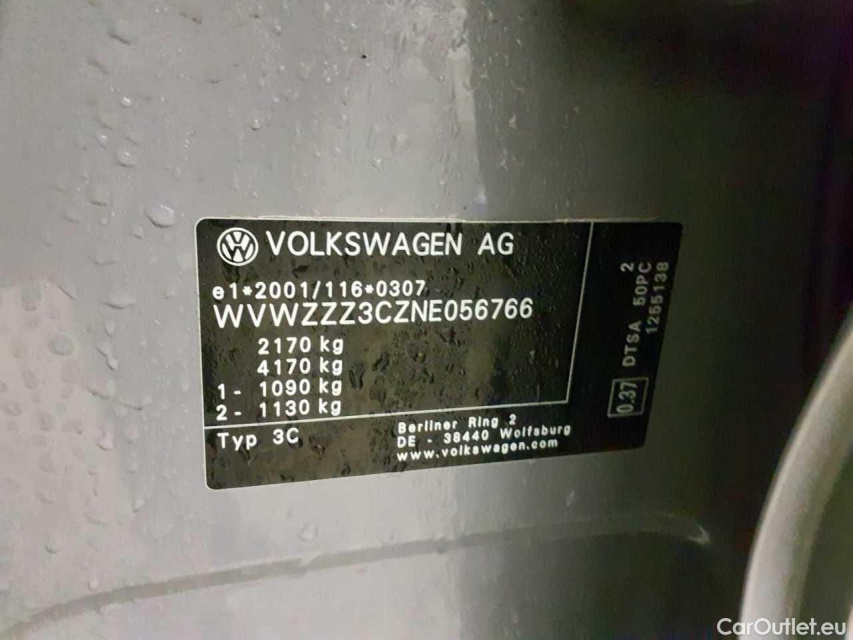 VOLKSWAGEN AG
e1*2001/116*0307
WVWZZZ3CZNE056766
2170 kg
4170 kg
1- 1090 kg
2- 1130 kg
Typ 3C
Berliner Ring 2
DE - 38440 Wolfsburg
www.volkswagen.com
2
DTSA 50PC
1255138
0.37
CarOutlet.eu